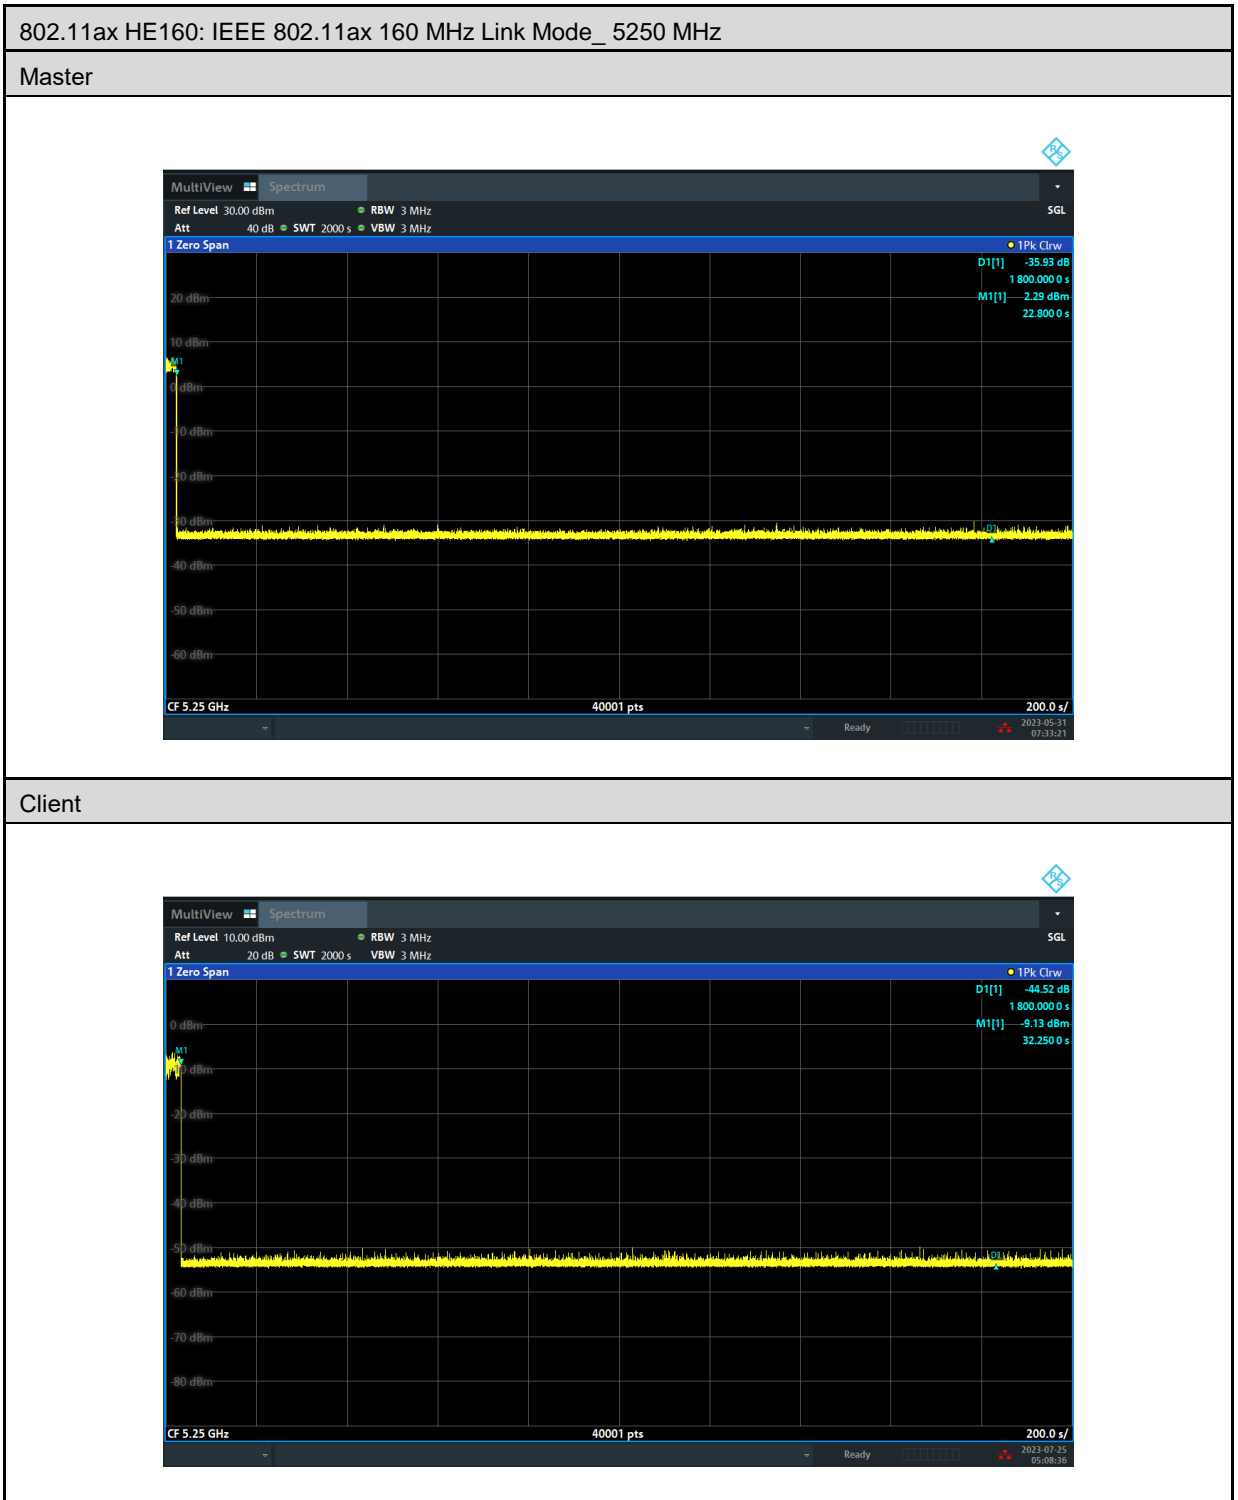 802.11ax HE160: IEEE 802.11ax 160 MHz Link Mode_ 5250 MHz
Master
R&S
MultiView Spectrum
Ref Level 30.00 dBm RBW 3 MHz SGL
Att 40 dB SWT 2000 s VBW 3 MHz
1 Zero Span 1Pk Clrw
D1[1] -35.93 dB
1 800.000 0 s
20 dBm M1[1] 2.29 dBm
22.800 0 s
10 dBm
M1
0 dBm
-10 dBm
-20 dBm
-30 dBm D1
-40 dBm
-50 dBm
-60 dBm
CF 5.25 GHz 40001 pts 200.0 s/
Ready 2023-05-31
07:33:21
Client
R&S
MultiView Spectrum
Ref Level 10.00 dBm RBW 3 MHz SGL
Att 20 dB SWT 2000 s VBW 3 MHz
1 Zero Span 1Pk Clrw
D1[1] -44.52 dB
1 800.000 0 s
0 dBm M1[1] -9.13 dBm
32.250 0 s
M1
-10 dBm
-20 dBm
-30 dBm
-40 dBm
-50 dBm D1
-60 dBm
-70 dBm
-80 dBm
CF 5.25 GHz 40001 pts 200.0 s/
Ready 2023-07-25
05:08:36